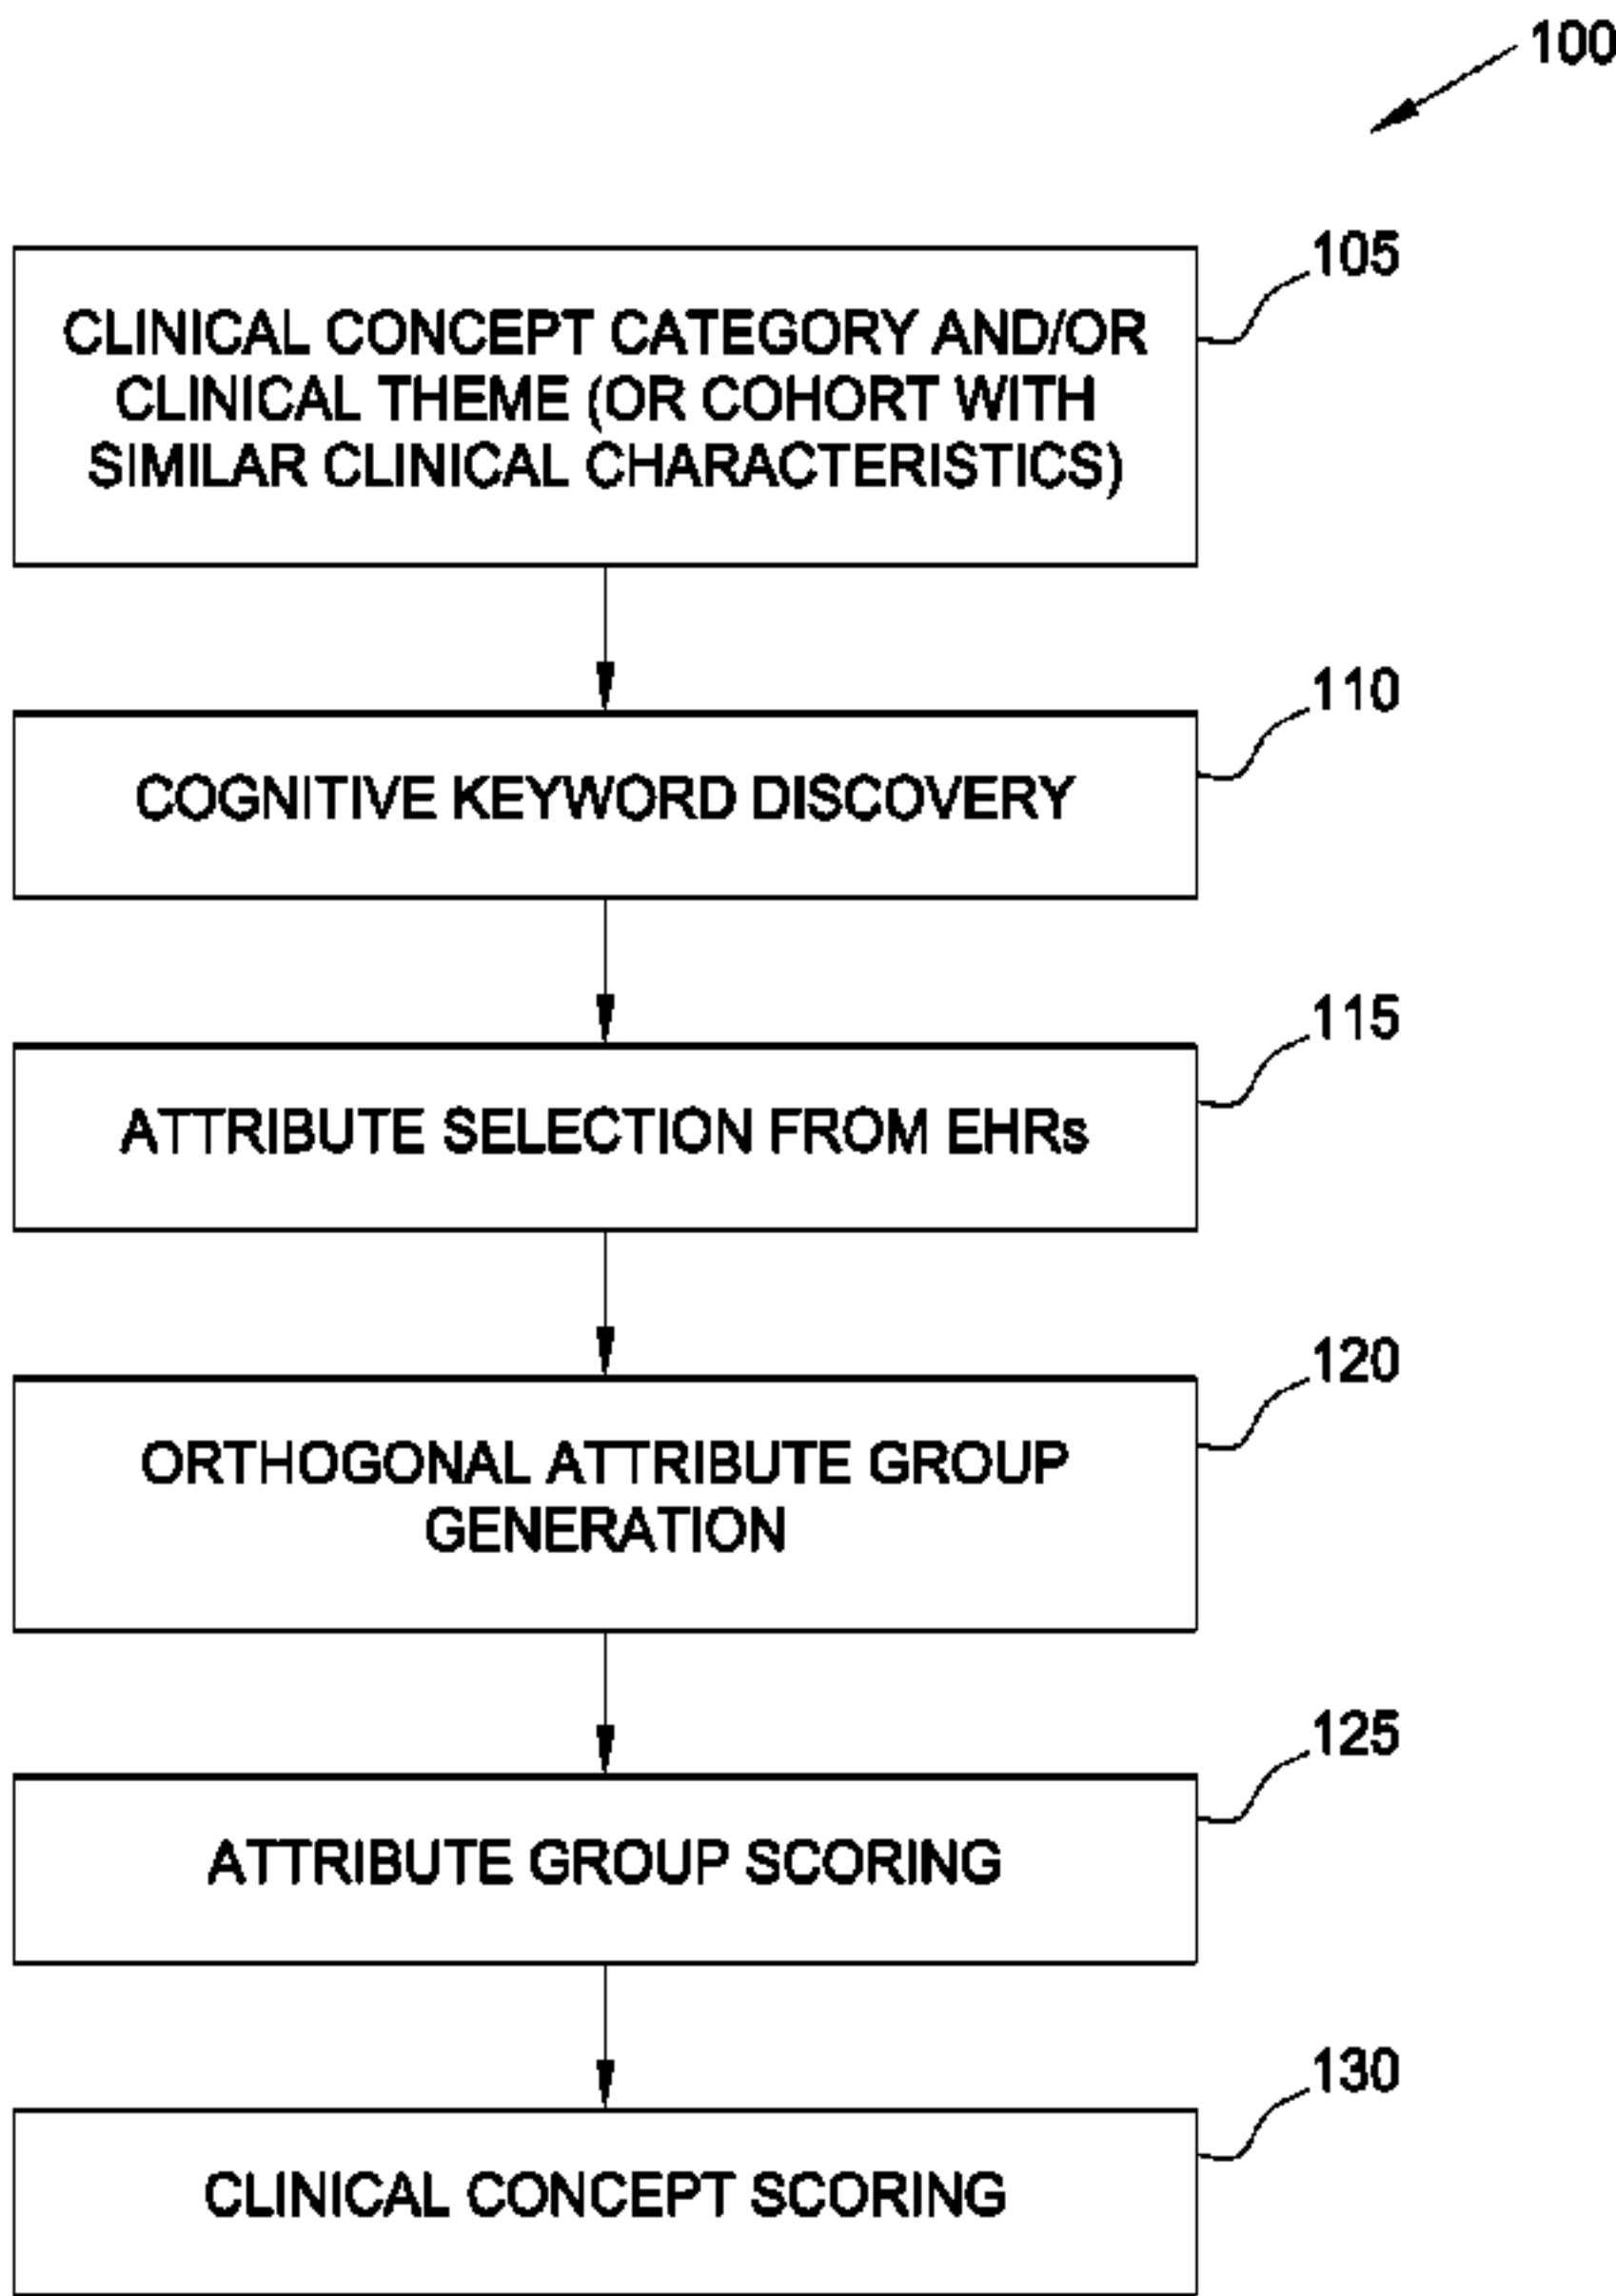 100
105
CLINICAL CONCEPT CATEGORY AND/OR
CLINICAL THEME (OR COHORT WITH
SIMILAR CLINICAL CHARACTERISTICS)
110
COGNITIVE KEYWORD DISCOVERY
115
ATTRIBUTE SELECTION FROM EHRs
120
ORTHOGONAL ATTRIBUTE GROUP
GENERATION
125
ATTRIBUTE GROUP SCORING
130
CLINICAL CONCEPT SCORING